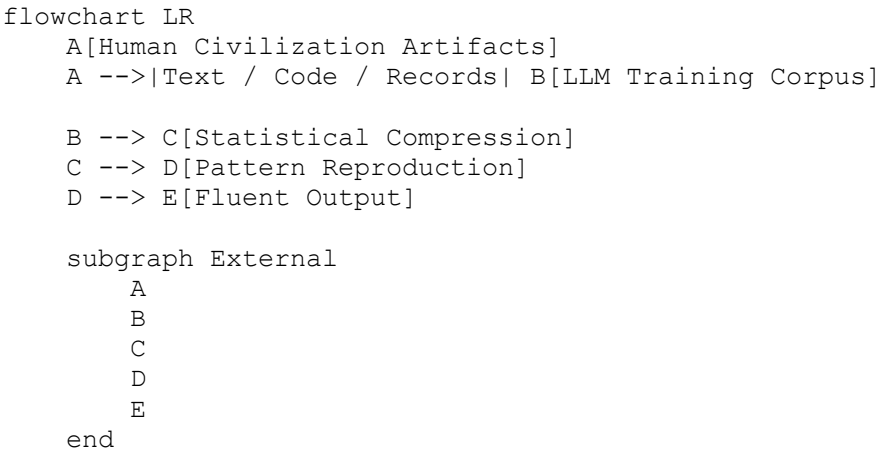 flowchart LR
A[Human Civilization Artifacts]
A -->|Text / Code / Records| B[LLM Training Corpus]
B --> C[Statistical Compression]
C --> D[Pattern Reproduction]
D --> E[Fluent Output]
subgraph External
A
B
C
D
E
end